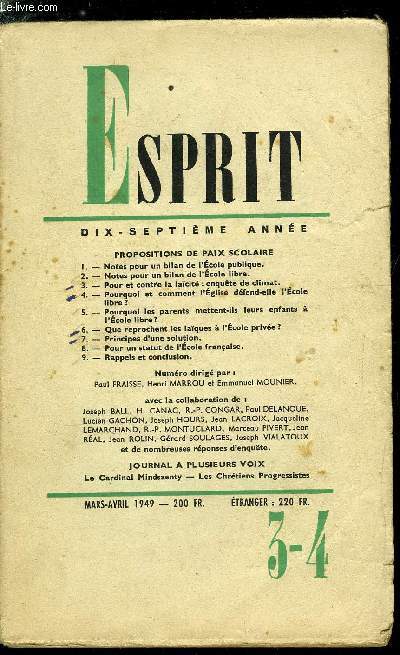 Le-Livre.com
ESPRIT
DIX-SEPTIÈME ANNÉE
PROPOSITIONS DE PAIX SCOLAIRE
1. — Notes pour un bilan de l'École publique.
2. — Notes pour un bilan de l'École libre.
3. — Pour et contre la laïcité : enquête de climat.
4. — Pourquoi et comment l'Église défend-elle l'École
libre ?
5. — Pourquoi les parents mettent-ils leurs enfants à
l'École libre ?
6. — Que reprochent les laïques à l'École privée ?
7. — Principes d'une solution.
8. — Pour un statut de l'École française.
9. — Rappels et conclusion.
Numéro dirigé par :
Paul FRAISSE, Henri MARROU et Emmanuel MOUNIER.
avec la collaboration de :
Joseph BALL, H. CANAC, R.-P. CONGAR, Paul DELANOUE,
Lucien GACHON, Joseph HOURS, Jean LACROIX, Jacqueline
LEMARCHAND, R.-P. MONTUCLARD, Marceau PIVERT, Jean
RÉAL, Jean ROLIN, Gérard SOULAGES, Joseph VIALATOUX
et de nombreuses réponses d'enquête.
JOURNAL A PLUSIEURS VOIX
Le Cardinal Mindszenty — Les Chrétiens Progressistes
MARS-AVRIL 1949 — 200 FR. ÉTRANGER : 220 FR.
3-4